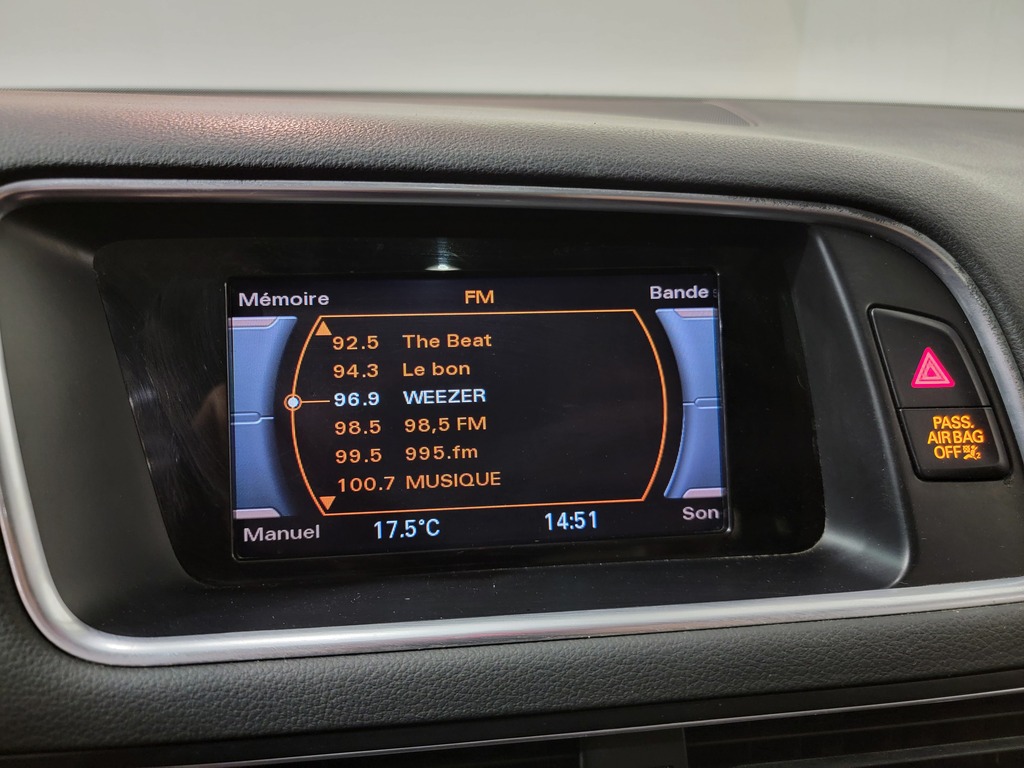 Mémoire FM Bande
92.5 The Beat
94.3 Le bon
96.9 WEEZER
98.5 98,5 FM
99.5 995.fm
100.7 MUSIQUE
Manuel 17.5°C 14:51 Son
PASS.
AIR BAG
OFF